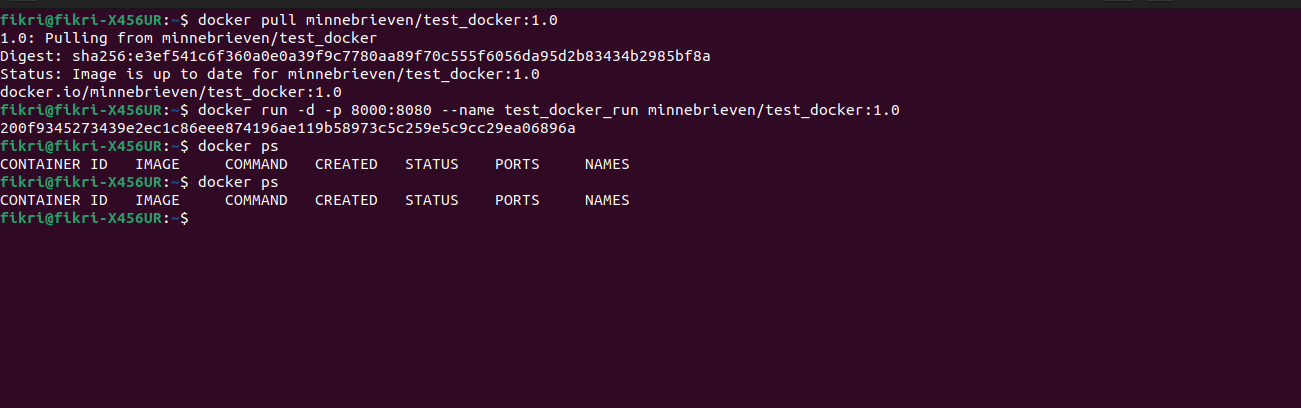 fikri@fikri-X456UR:~$ docker pull minnebrieven/test_docker:1.0
1.0: Pulling from minnebrieven/test_docker
Digest: sha256:e3ef541c6f360a0e0a39f9c7780aa89f70c555f6056da95d2b83434b2985bf8a
Status: Image is up to date for minnebrieven/test_docker:1.0
docker.io/minnebrieven/test_docker:1.0
fikri@fikri-X456UR:~$ docker run -d -p 8000:8080 --name test_docker_run minnebrieven/test_docker:1.0
200f9345273439e2ec1c86eee874196ae119b58973c5c259e5c9cc29ea06896a
fikri@fikri-X456UR:~$ docker ps
CONTAINER ID   IMAGE     COMMAND   CREATED   STATUS    PORTS     NAMES
fikri@fikri-X456UR:~$ docker ps
CONTAINER ID   IMAGE     COMMAND   CREATED   STATUS    PORTS     NAMES
fikri@fikri-X456UR:~$